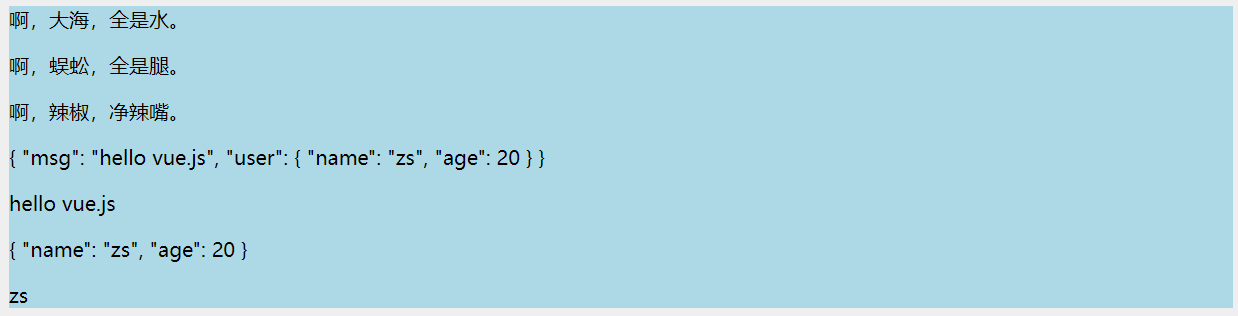 啊，大海，全是水。
啊，蜈蚣，全是腿。
啊，辣椒，净辣嘴。
{ "msg": "hello vue.js", "user": { "name": "zs", "age": 20 } }
hello vue.js
{ "name": "zs", "age": 20 }
zs